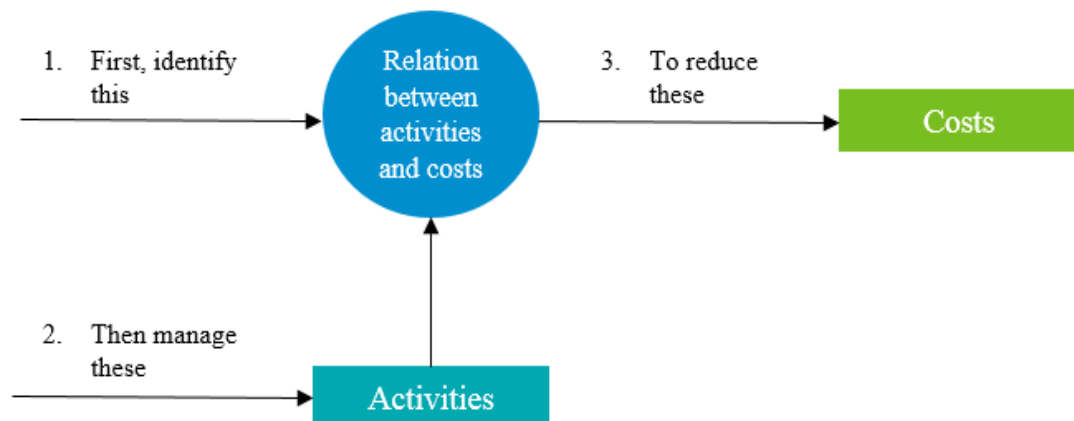 1. First, identify
this
Relation
between
activities
and costs
3. To reduce
these
Costs
2. Then manage
these
Activities